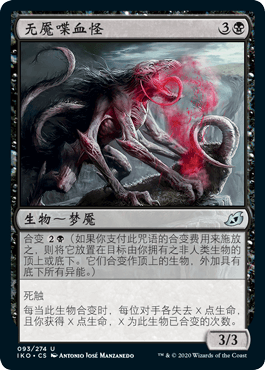 无魇喋血怪 3
生物～梦魇
合变 2 （如果你支付此咒语的合变费用来施放之，则将它放置在目标由你拥有之非人类生物的顶上或底下。它们合变作顶上的生物，外加具有底下所有异能。）
死触
每当此生物合变时，每位对手各失去 X 点生命，且你获得 X 点生命，X 为此生物已合变的次数。
3/3
093/274 U
IKO • CS Antonio José Manzanedo
™ & © 2020 Wizards of the Coast